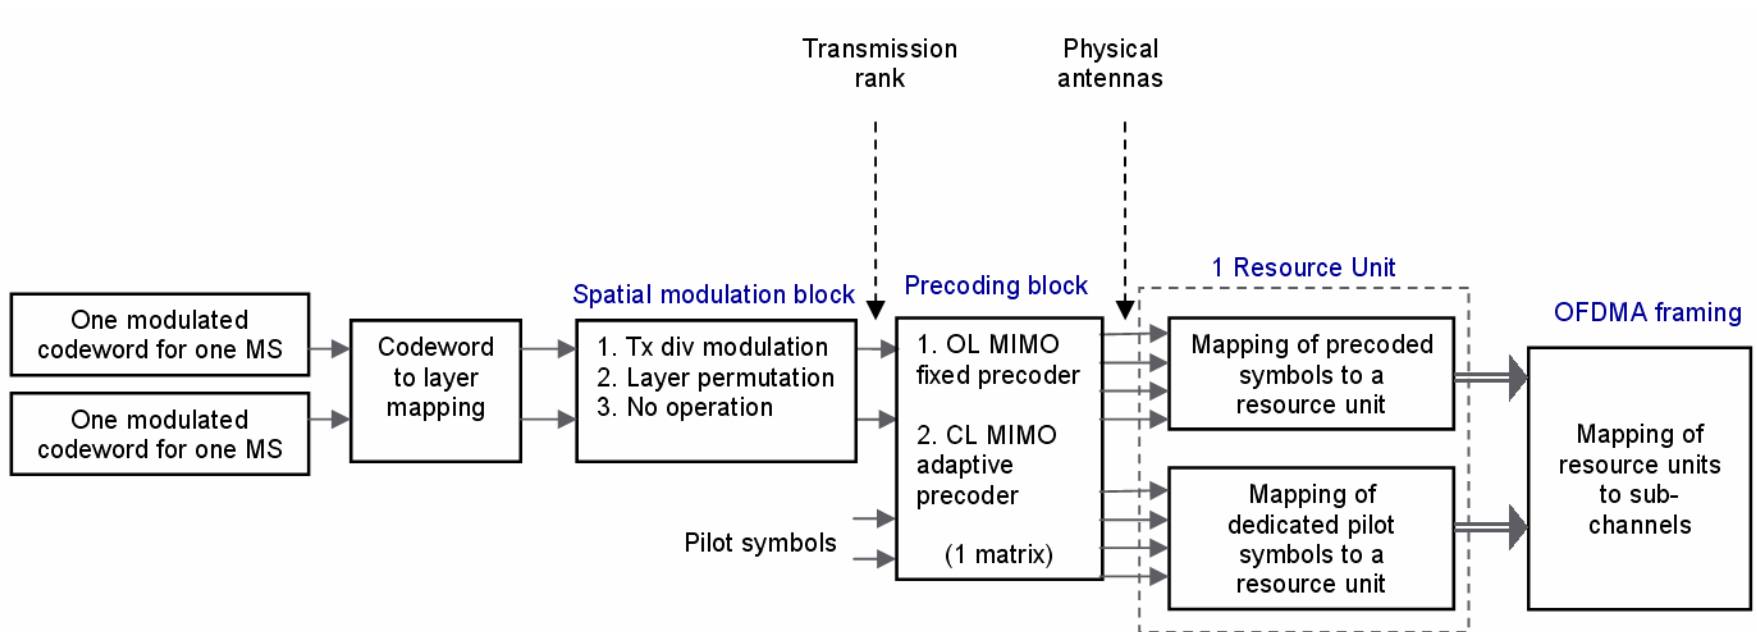 Transmission
rank
Physical
antennas
One modulated
codeword for one MS
One modulated
codeword for one MS
Codeword
to layer
mapping
Spatial modulation block
1. Tx div modulation
2. Layer permutation
3. No operation
Pilot symbols
Precoding block
1. OL MIMO
fixed precoder
2. CL MIMO
adaptive
precoder
(1 matrix)
1 Resource Unit
Mapping of precoded
symbols to a
resource unit
Mapping of
dedicated pilot
symbols to a
resource unit
OFDMA framing
Mapping of
resource units
to sub-
channels